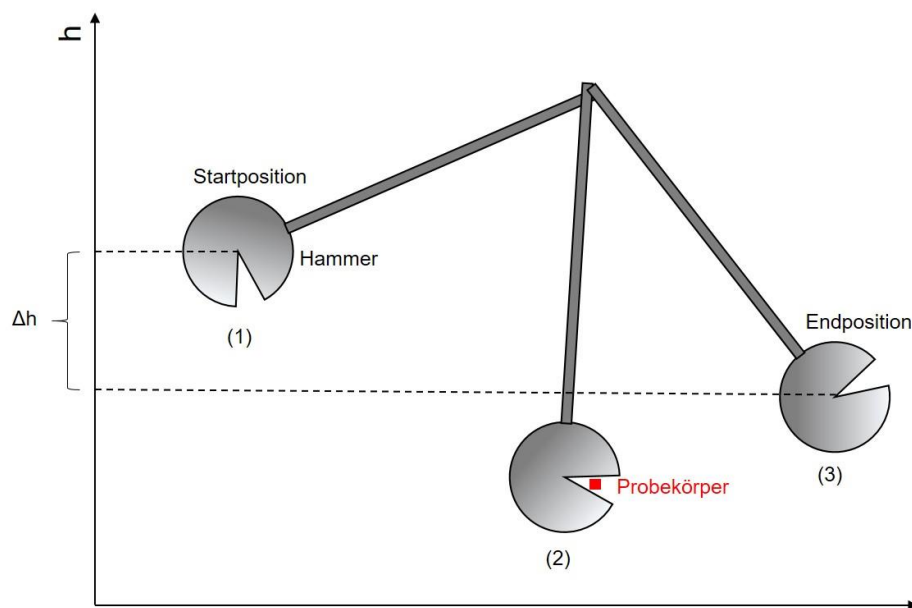 h
Startposition
Hammer
Δh
(1)
Endposition
(3)
Probekörper
(2)